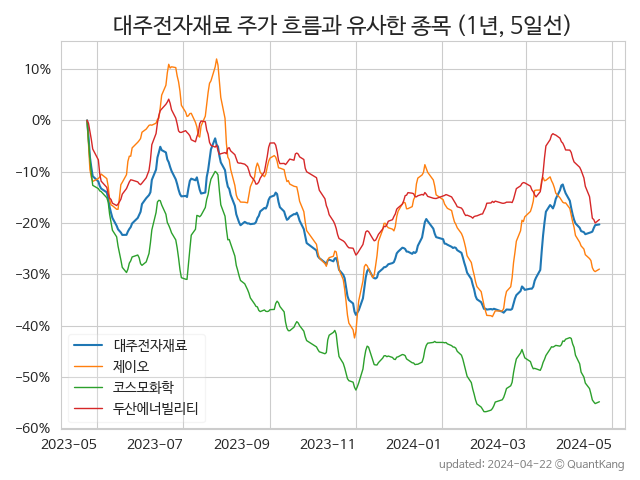 대주전자재료 주가 흐름과 유사한 종목 (1년, 5일선)
10%
0%
−10%
−20%
−30%
−40%
−50%
−60%
대주전자재료
제이오
코스모화학
두산에너빌리티
2023-05 2023-07 2023-09 2023-11 2024-01 2024-03 2024-05
updated: 2024-04-22 © QuantKang